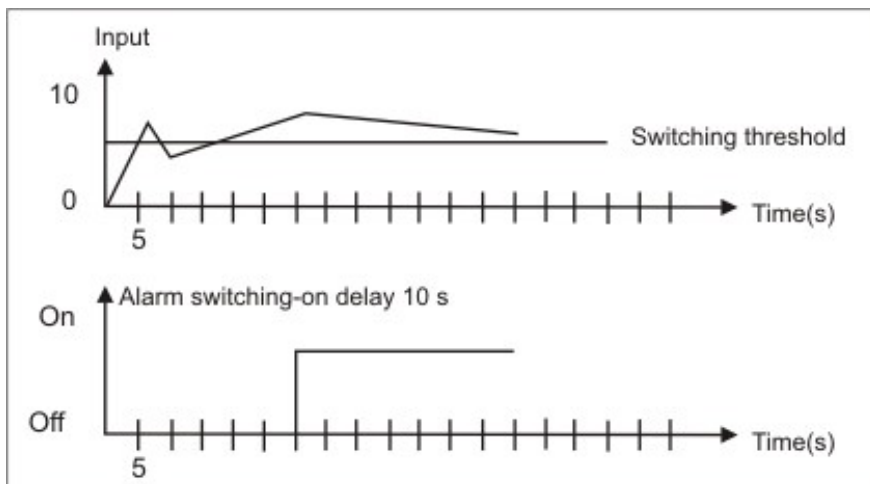 Input
10
Switching threshold
0
Time(s)
5
Alarm switching-on delay 10 s
On
Off
Time(s)
5